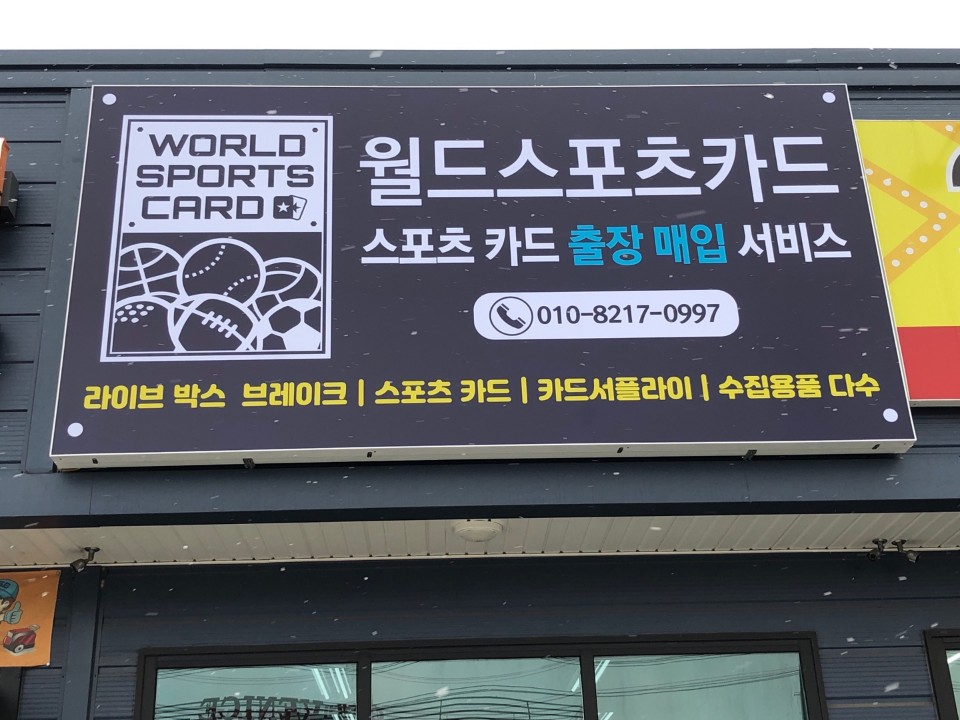 WORLD
SPORTS
CARD
월드스포츠카드
스포츠 카드 출장 매입 서비스
010-8217-0997
라이브 박스 브레이크 | 스포츠 카드 | 카드서플라이 | 수집용품 다수
VENICE